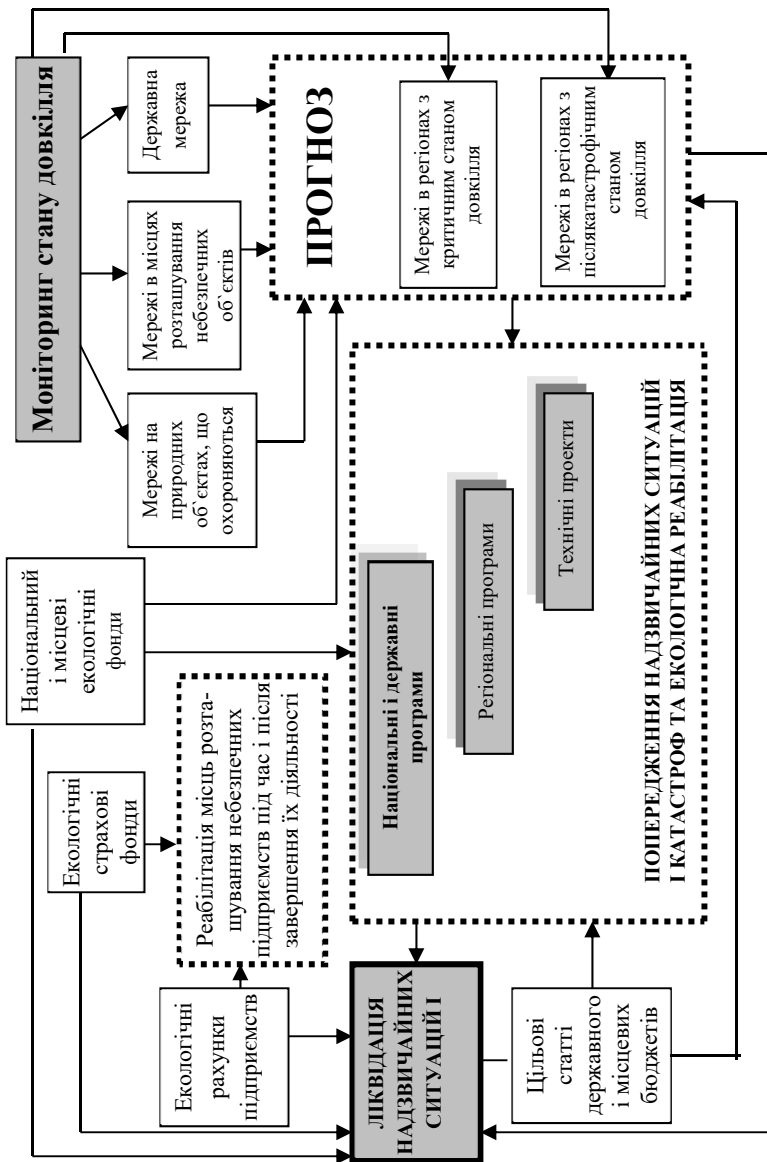 Моніторинг стану довкілля
Національний
і місцеві
екологічні
фонди
Екологічні
страхові
фонди
Мережі на
природних
об`єктах, що
охороняються
Мережі в місцях
розташування
небезпечних
об`єктів
Державна
мережа
Екологічні
рахунки
підприємств
Реабілітація місць розта-
шування небезпечних
підприємств під час і після
завершення їх діяльності
ПРОГНОЗ
Мережі в регіонах з
критичним станом
довкілля
Мережі в регіонах з
післякатастрофічним
станом
довкілля
ЛІКВІДАЦІЯ
НАДЗВИЧАЙНИХ
СИТУАЦІЙ І
Національні і державні
програми
Регіональні програми
Технічні проекти
ПОПЕРЕДЖЕННЯ НАДЗВИЧАЙНИХ СИТУАЦІЙ
І КАТАСТРОФ ТА ЕКОЛОГІЧНА РЕАБІЛІТАЦІЯ
Цільові
статті
державного
і місцевих
бюджетів